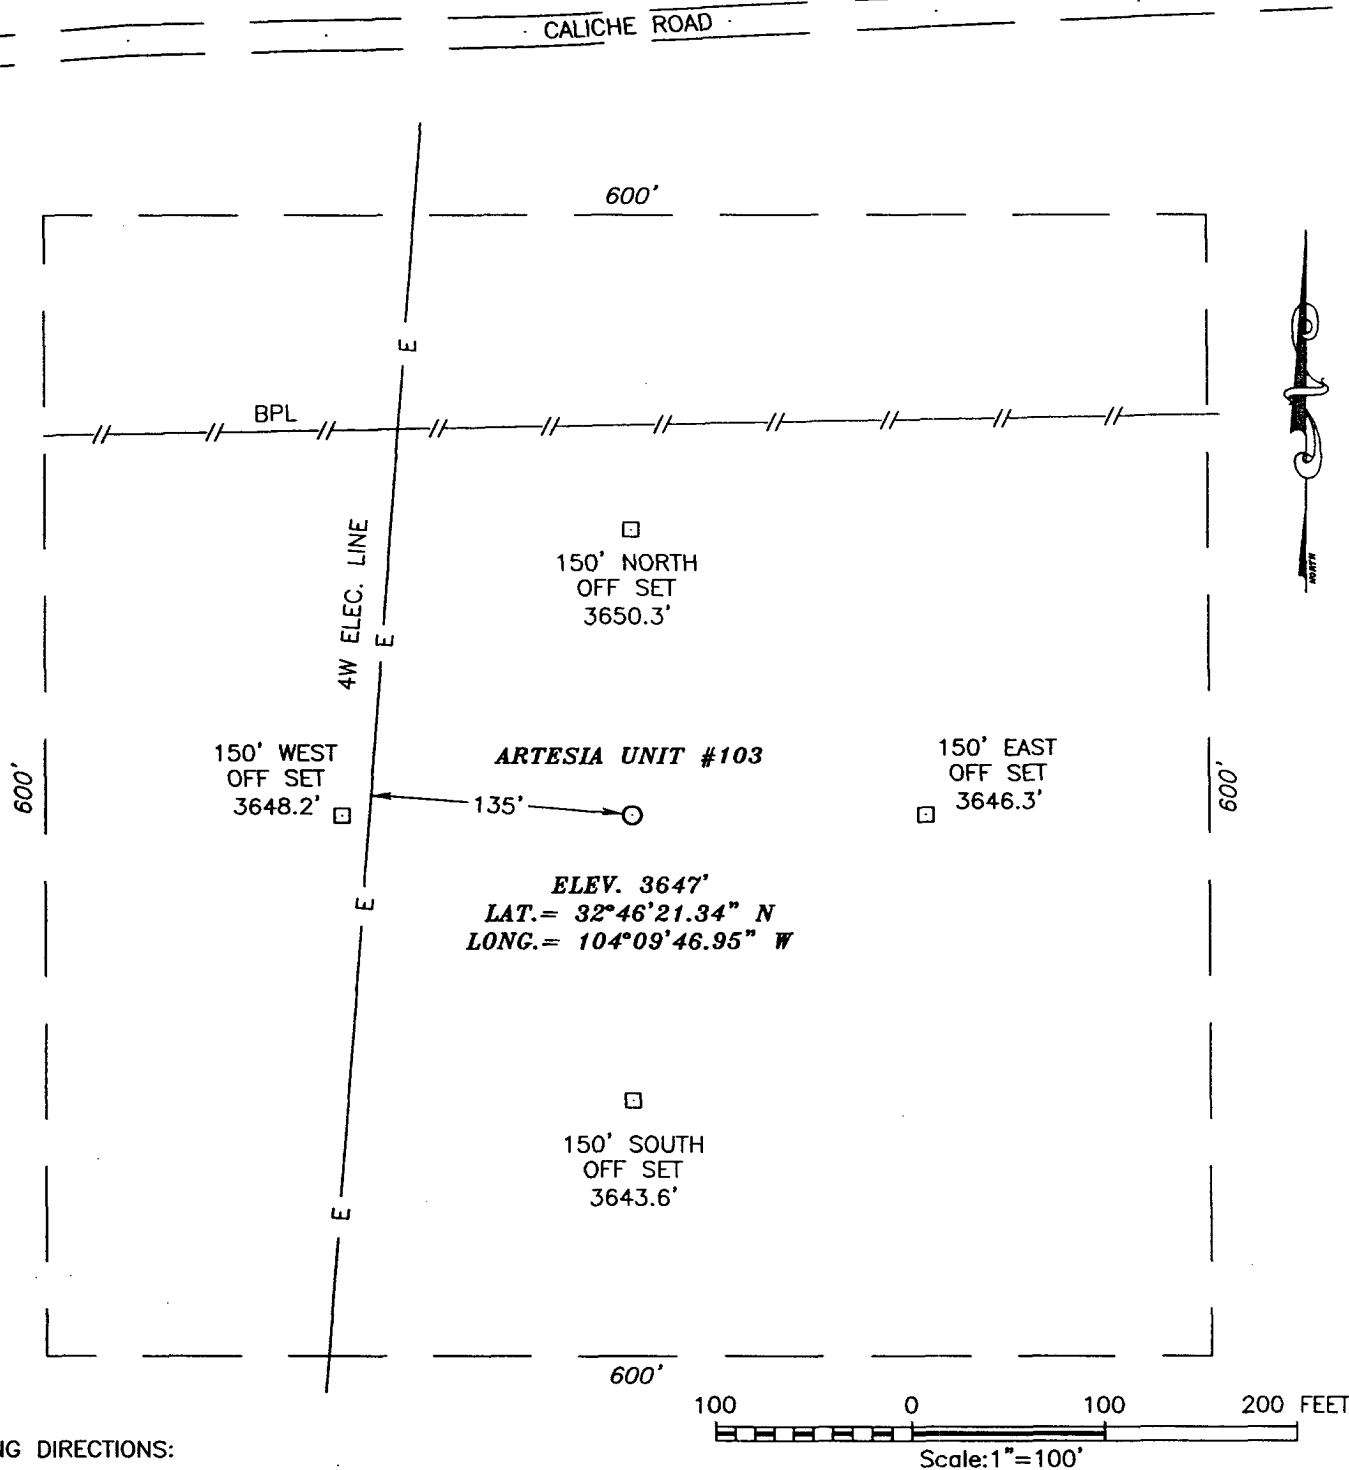 CALICHE ROAD
600'
E
BPL
NORTH
4W ELEC. LINE
150' NORTH
OFF SET
3650.3'
E
150' WEST
OFF SET
3648.2'
ARTESIA UNIT #103
150' EAST
OFF SET
3646.3'
600'
135'
600'
E
ELEV. 3647'
LAT.= 32°46'21.34" N
LONG.= 104°09'46.95" W
150' SOUTH
OFF SET
3643.6'
E
600'
100 0 100 200 FEET
Scale:1"=100'
NG DIRECTIONS: